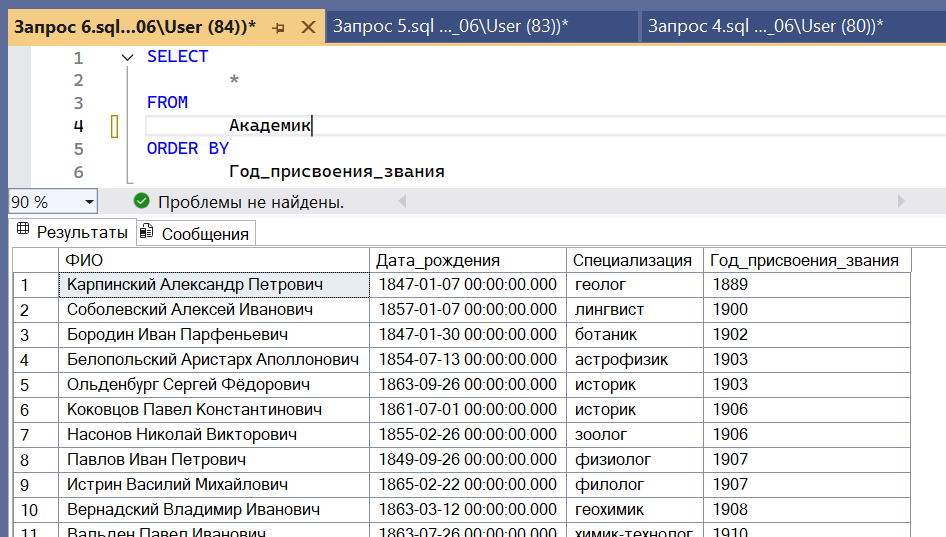 Запрос 6.sql...06\User (84))* Запрос 5.sql ..._06\User (83))* Запрос 4.sql ..._06\User (80))*
1 SELECT
2 *
3 FROM
4 Академик
5 ORDER BY
6 Год_присвоения_звания
90 % Проблемы не найдены.
Результаты Сообщения
ФИО Дата_рождения Специализация Год_присвоения_звания
1 Карпинский Александр Петрович 1847-01-07 00:00:00.000 геолог 1889
2 Соболевский Алексей Иванович 1857-01-07 00:00:00.000 лингвист 1900
3 Бородин Иван Парфеньевич 1847-01-30 00:00:00.000 ботаник 1902
4 Белопольский Аристарх Аполлонович 1854-07-13 00:00:00.000 астрофизик 1903
5 Ольденбург Сергей Фёдорович 1863-09-26 00:00:00.000 историк 1903
6 Коковцов Павел Константинович 1861-07-01 00:00:00.000 историк 1906
7 Насонов Николай Викторович 1855-02-26 00:00:00.000 зоолог 1906
8 Павлов Иван Петрович 1849-09-26 00:00:00.000 физиолог 1907
9 Истрин Василий Михайлович 1865-02-22 00:00:00.000 филолог 1907
10 Вернадский Владимир Иванович 1863-03-12 00:00:00.000 геохимик 1908
11 Вальден Павел Иванович 1863-07-26 00:00:00.000 химик-технолог 1910